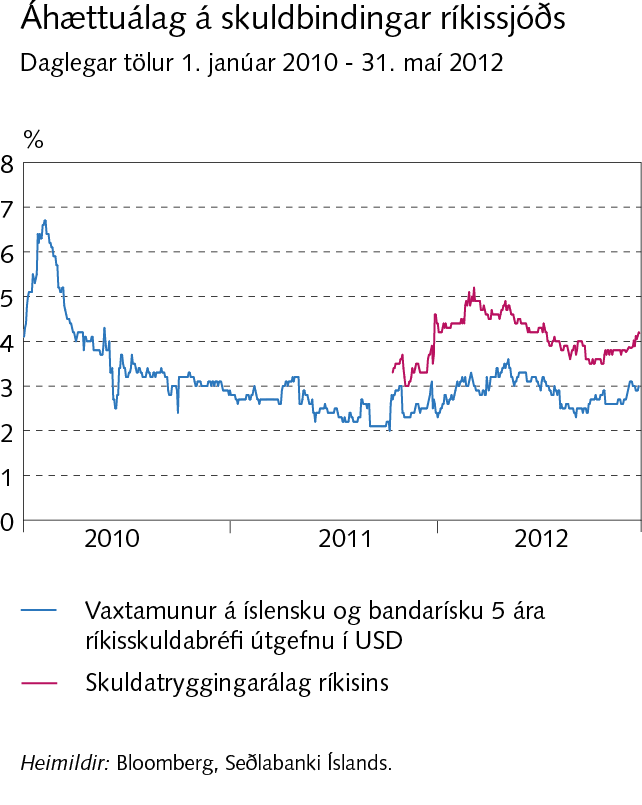 Áhættuálag á skuldbindingar ríkissjóðs
Daglegar tölur 1. janúar 2010 - 31. maí 2012
%
8
7
6
5
4
3
2
1
0
2010 2011 2012
Vaxtamunur á íslensku og bandarísku 5 ára
ríkisskuldabréfi útgefnu í USD
Skuldatryggingarálag ríkisins
Heimildir: Bloomberg, Seðlabanki Íslands.